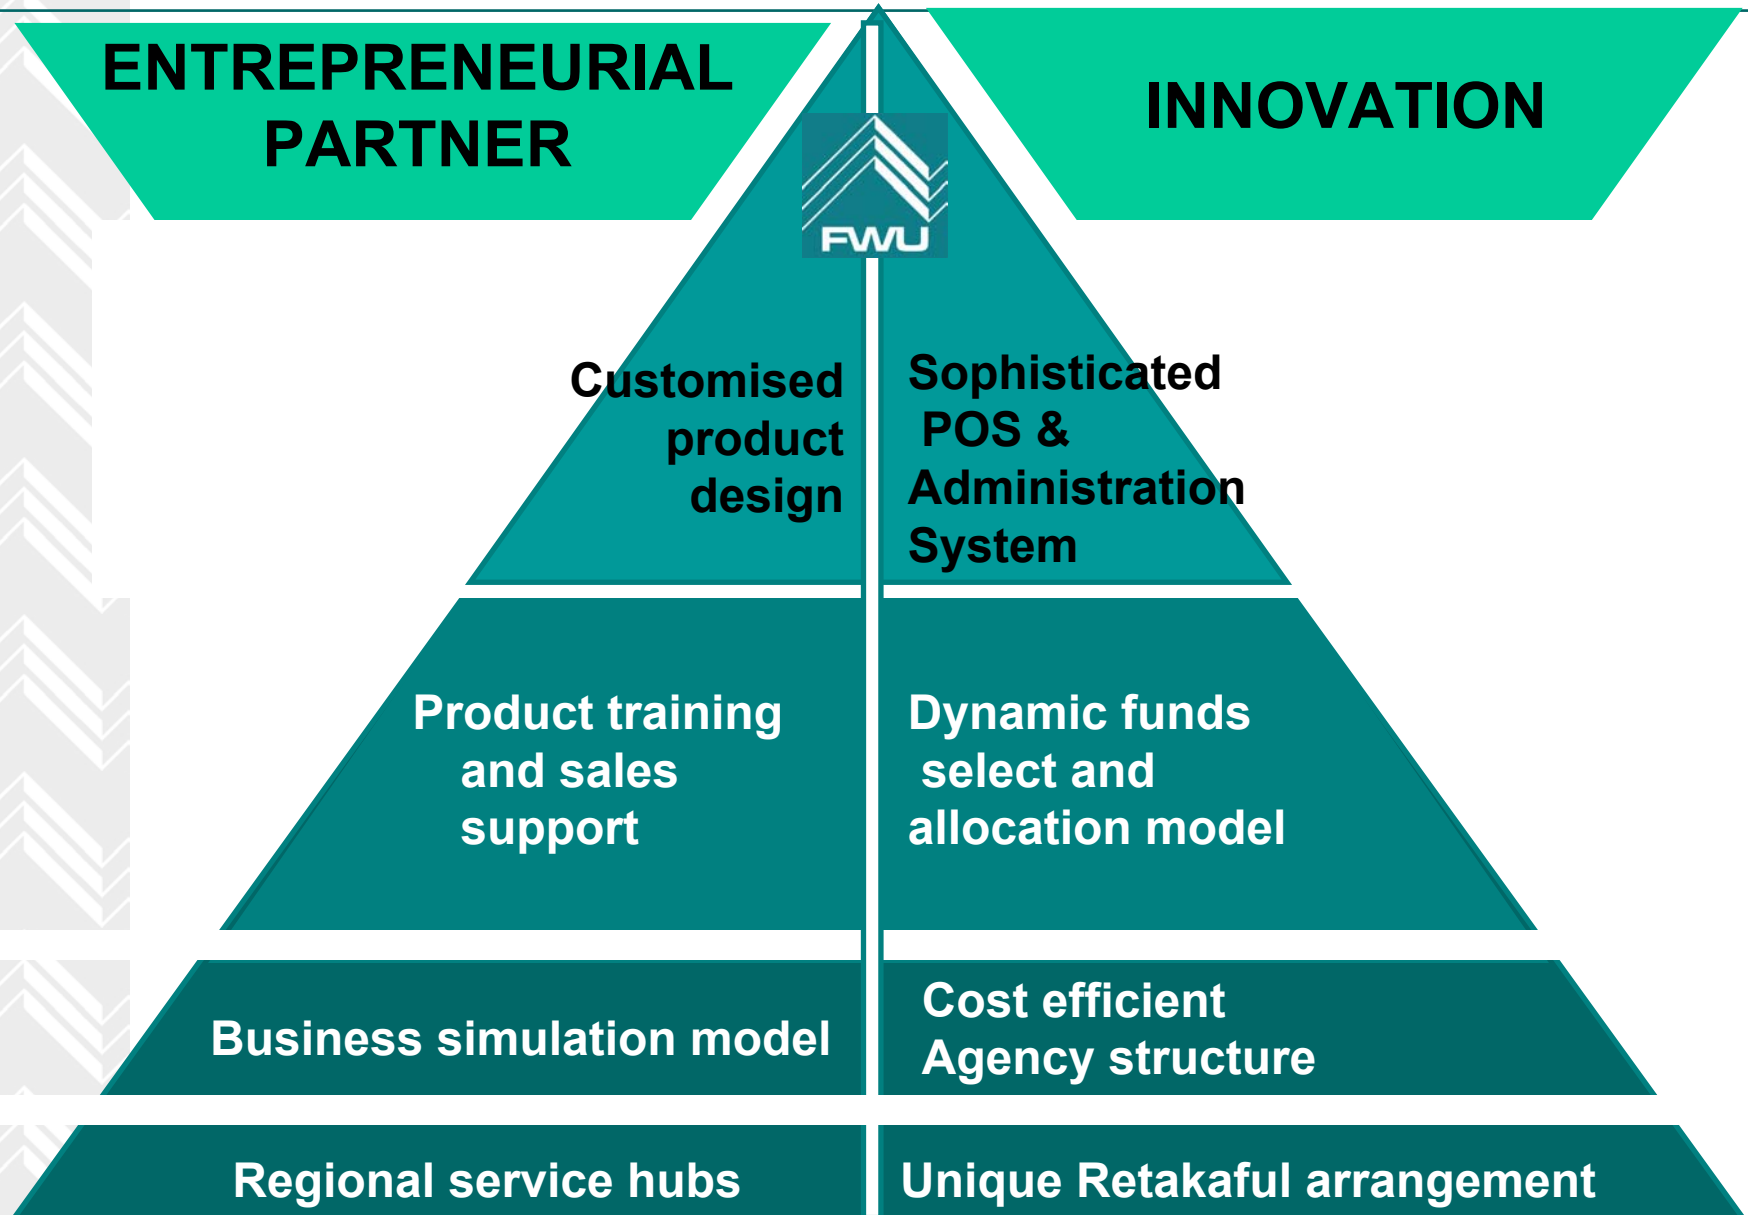 ENTREPRENEURIAL
PARTNER
INNOVATION
FWU
Customised
product
design
Sophisticated
POS &
Administration
System
Product training
and sales
support
Dynamic funds
select and
allocation model
Business simulation model
Cost efficient
Agency structure
Regional service hubs
Unique Retakaful arrangement